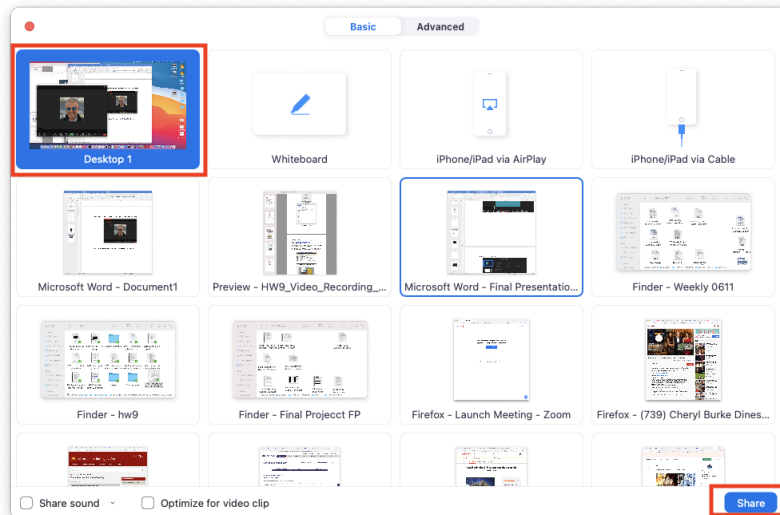 Basic
Advanced
Desktop 1
Whiteboard
iPhone/iPad via AirPlay
iPhone/iPad via Cable
Microsoft Word - Document1
Preview - HW9_Video_Recording_...
Microsoft Word - Final Presentatio...
Finder - Weekly 0611
Finder - hw9
Finder - Final Projecct FP
Firefox - Launch Meeting - Zoom
Firefox - (739) Cheryl Burke Dines...
Share sound
Optimize for video clip
Share